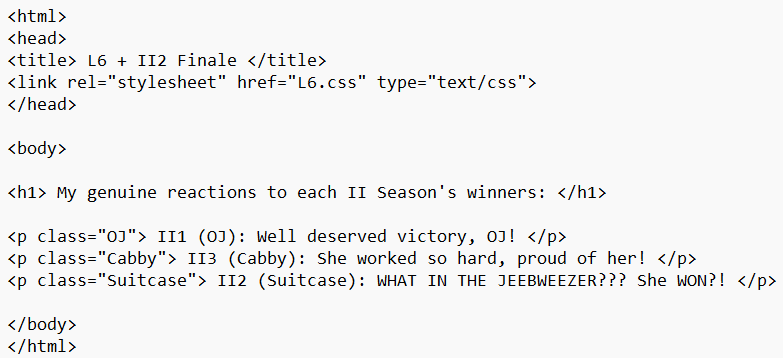 <html>
<head>
<title> L6 + II2 Finale </title>
<link rel="stylesheet" href="L6.css" type="text/css">
</head>
<body>
<h1> My genuine reactions to each II Season's winners: </h1>
<p class="OJ"> II1 (OJ): Well deserved victory, OJ! </p>
<p class="Cabby"> II3 (Cabby): She worked so hard, proud of her! </p>
<p class="Suitcase"> II2 (Suitcase): WHAT IN THE JEEBWEEZER??? She WON?! </p>
</body>
</html>